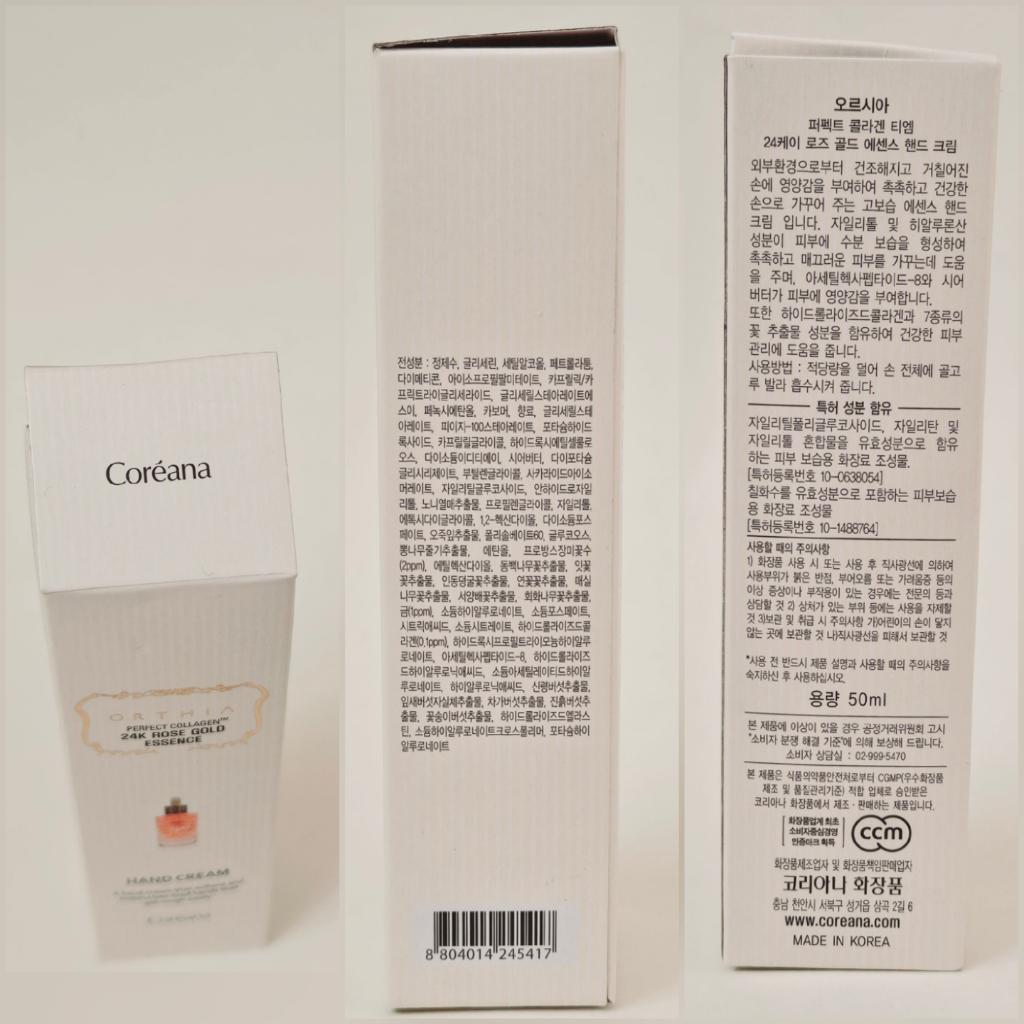 Coréana
ORTHIA
PERFECT COLLAGEN™
24K ROSE GOLD
ESSENCE
HAND CREAM
전성분 : 정제수, 글리세린, 세틸알코올, 페트롤라툼,
다이메티콘, 아이소프로필팔미테이트, 카프릴릭/카
프릭트라이글리세라이드, 글리세릴스테아레이트에
스이, 페녹시에탄올, 카보머, 향료, 글리세릴스테
아레이트, 피이지-100스테아레이트, 포타슘하이드
록사이드, 카프릴릴글라이콜, 하이드록시에틸셀룰로
오스, 다이소듐이디티에이, 시어버터, 다이포타슘
글리시리제이트, 부틸렌글라이콜, 사카라이드아이소
머레이트, 자일리틸글루코사이드, 안하이드로자일
리톨, 노니열매추출물, 프로필렌글라이콜, 자일리톨,
에톡시다이글라이콜, 1,2-헥산다이올, 다이소듐포스
페이트, 오죽잎추출물, 폴리솔베이트60, 글루코오스,
뽕나무줄기추출물, 에탄올, 프로방스장미꽃수
(2ppm), 에틸헥산다이올, 동백나무꽃추출물, 잇꽃
꽃추출물, 인동덩굴꽃추출물, 연꽃꽃추출물, 매실
나무꽃추출물, 서양배꽃추출물, 회화나무꽃추출물,
금(1ppm), 소듐하이알루로네이트, 소듐포스페이트,
시트릭애씨드, 소듐시트레이트, 하이드롤라이즈드콜
라겐(0.1ppm), 하이드록시프로필트라이모늄하이알루
로네이트, 아세틸헥사펩타이드-8, 하이드롤라이즈
드하이알루로닉애씨드, 소듐아세틸레이티드하이알
루로네이트, 하이알루로닉애씨드, 신령버섯추출물,
잎새버섯자실체추출물, 차가버섯추출물, 진흙버섯추
출물, 꽃송이버섯추출물, 하이드롤라이즈드엘라스
틴, 소듐하이알루로네이트크로스폴리머, 포타슘하이
알루로네이트
8 804014 245417
오르시아
퍼펙트 콜라겐 티엠
24케이 로즈 골드 에센스 핸드 크림
외부환경으로부터 건조해지고 거칠어진
손에 영양감을 부여하여 촉촉하고 건강한
손으로 가꾸어 주는 고보습 에센스 핸드
크림 입니다. 자일리톨 및 히알루론산
성분이 피부에 수분 보습을 형성하여
촉촉하고 매끄러운 피부를 가꾸는데 도움
을 주며, 아세틸헥사펩타이드-8와 시어
버터가 피부에 영양감을 부여합니다.
또한 하이드롤라이즈드콜라겐과 7종류의
꽃 추출물 성분을 함유하여 건강한 피부
관리에 도움을 줍니다.
사용방법 : 적당량을 덜어 손 전체에 골고
루 발라 흡수시켜 줍니다.
특허 성분 함유
자일리틸폴리글루코사이드, 자일리탄 및
자일리톨 혼합물을 유효성분으로 함유
하는 피부 보습용 화장료 조성물.
[특허등록번호 10-0638054]
칠화수를 유효성분으로 포함하는 피부보습
용 화장료 조성물
[특허등록번호 10-1488764]
사용할 때의 주의사항
1) 화장품 사용 시 또는 사용 후 직사광선에 의하여
사용부위가 붉은 반점, 부어오름 또는 가려움증 등의
이상 증상이나 부작용이 있는 경우에는 전문의 등과
상담할 것 2) 상처가 있는 부위 등에는 사용을 자제할
것 3)보관 및 취급 시 주의사항 가)어린이의 손이 닿지
않는 곳에 보관할 것 나)직사광선을 피해서 보관할 것
*사용 전 반드시 제품 설명과 사용할 때의 주의사항을
숙지하신 후 사용하십시오.
용량 50ml
본 제품에 이상이 있을 경우 공정거래위원회 고시
"소비자 분쟁 해결 기준"에 의해 보상해 드립니다.
소비자 상담실 : 02-999-5470
본 제품은 식품의약품안전처로부터 CGMP(우수화장품
제조 및 품질관리기준) 적합 업체로 승인받은
코리아나 화장품에서 제조·판매하는 제품입니다.
화장품업계 최초
소비자중심경영
인증마크 획득
ccm
화장품제조업자 및 화장품책임판매업자
코리아나 화장품
충남 천안시 서북구 성거읍 삼곡 2길 6
www.coreana.com
MADE IN KOREA